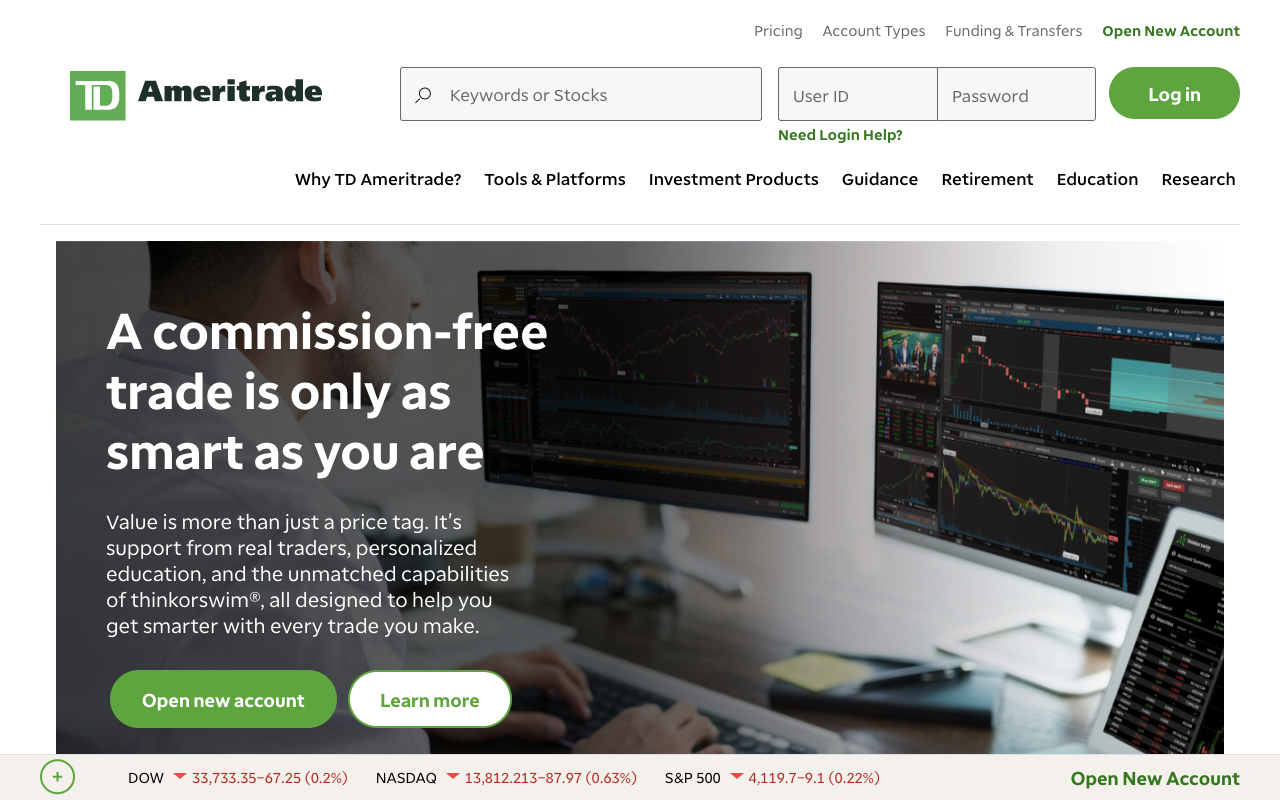 Pricing Account Types Funding & Transfers Open New Account
TD Ameritrade
Keywords or Stocks
User ID
Password
Log in
Need Login Help?
Why TD Ameritrade? Tools & Platforms Investment Products Guidance Retirement Education Research
A commission-free
trade is only as
smart as you are
Value is more than just a price tag. It's
support from real traders, personalized
education, and the unmatched capabilities
of thinkorswim®, all designed to help you
get smarter with every trade you make.
Open new account
Learn more
Account Summary
+ DOW 33,733.35-67.25 (0.2%) NASDAQ 13,812.213-87.97 (0.63%) S&P 500 4,119.7-9.1 (0.22%) Open New Account